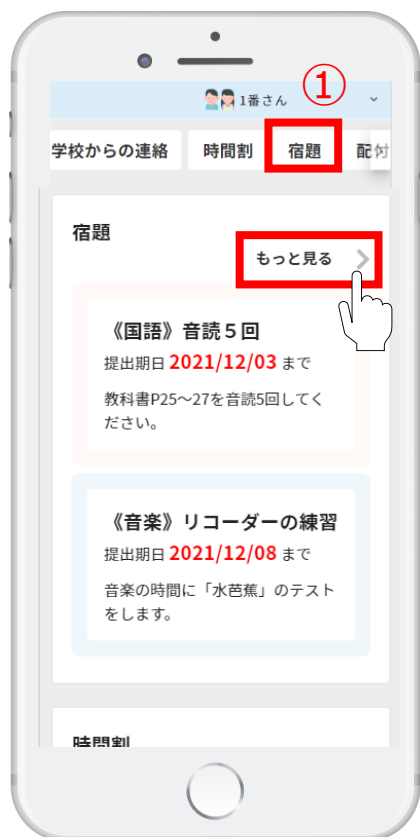 ①
1番さん
学校からの連絡 時間割 宿題 配付
宿題
もっと見る
《国語》音読５回
提出期日 2021/12/03 まで
教科書P25～27を音読5回してく
ださい。
《音楽》リコーダーの練習
提出期日 2021/12/08 まで
音楽の時間に「水芭蕉」のテスト
をします。
時間割